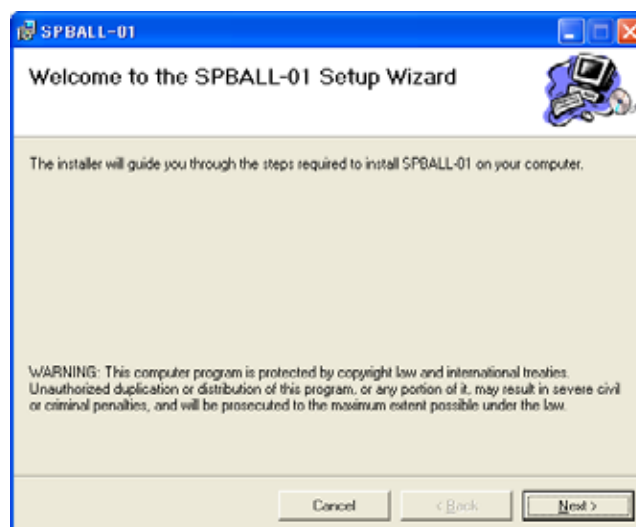 SPBALL-01
Welcome to the SPBALL-01 Setup Wizard
The installer will guide you through the steps required to install SPBALL-01 on your computer.
WARNING: This computer program is protected by copyright law and international treaties.
Unauthorized duplication or distribution of this program, or any portion of it, may result in severe civil
or criminal penalties, and will be prosecuted to the maximum extent possible under the law.
Cancel < Back Next >